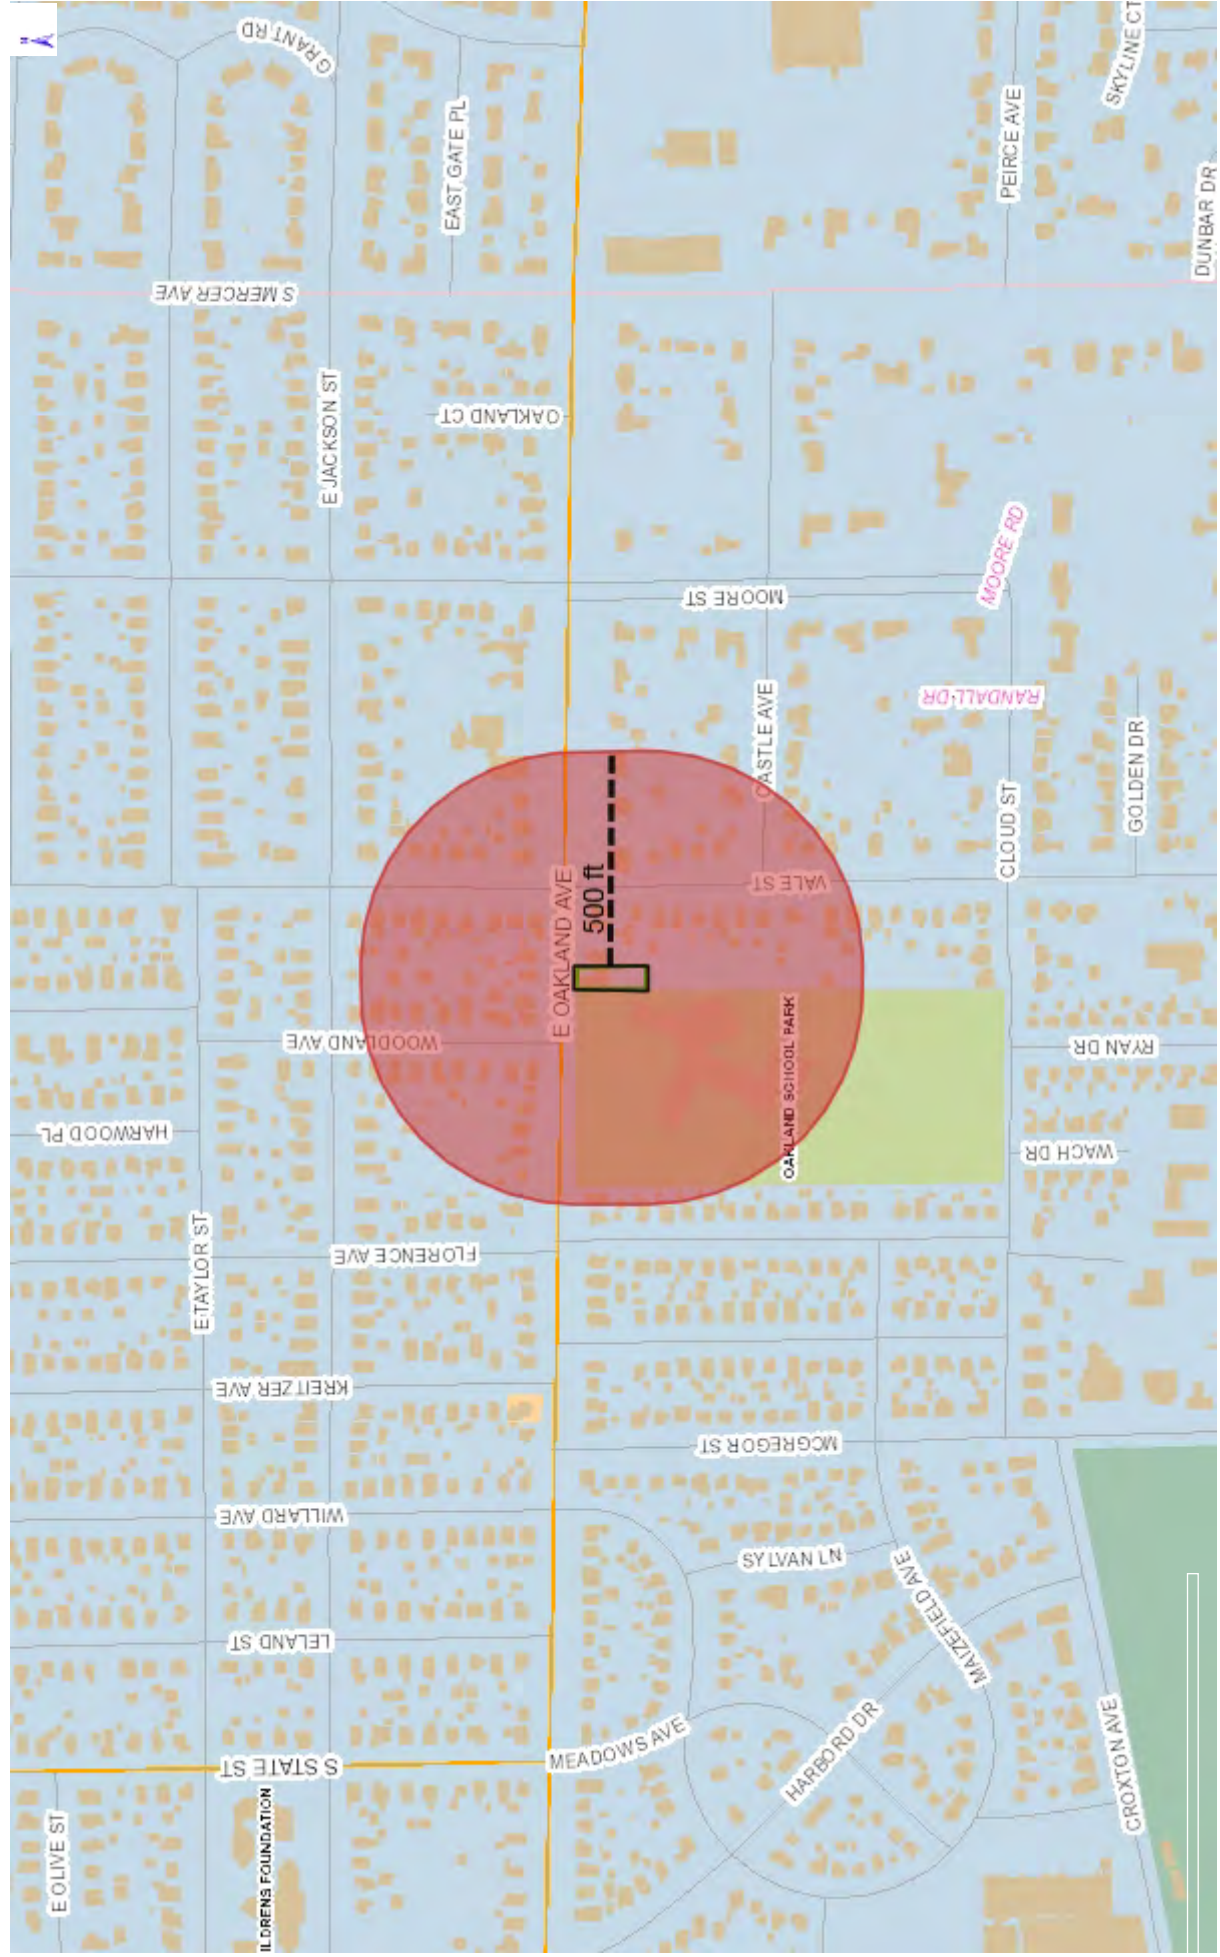 GRANT RD
EAST GATE PL
PEIRCE AVE
SKYLINE CT
DUNBAR DR
S MERCER AVE
E JACKSON ST
OAKLAND CT
MOORE ST
MOORE RD
RANDALL DR
CASTLE AVE
GOLDEN DR
CLOUD ST
VALE ST
E OAKLAND AVE
500 ft
WOODLAND AVE
OAKLAND SCHOOL PARK
RYAN DR
HARWOOD PL
WACH DR
E TAYLOR ST
FLORENCE AVE
KREITZER AVE
MCGREGOR ST
WILLARD AVE
SYLVAN LN
MAIZEFIELD AVE
LELAND ST
MEADOWS AVE
HARBORD DR
S STATE ST
CROXTON AVE
E OLIVE ST
ILDRENS FOUNDATION